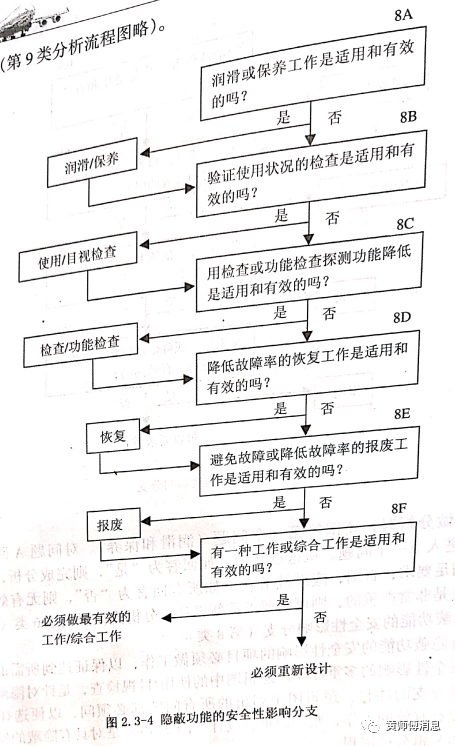 (第9类分析流程图略)。
8A
润滑或保养工作是适用和有效
的吗?
是 否
8B
润滑/保养
验证使用状况的检查是适用和有
效的吗?
是 否
8C
使用/目视检查
用检查或功能检查探测功能降低
是适用和有效的吗?
是 否
8D
检查/功能检查
降低故障率的恢复工作是适用和
有效的吗?
是 否
8E
恢复
避免故障或降低故障率的报废工
作是适用和有效的吗?
是 否
8F
报废
有一种工作或综合工作是适用和
有效的吗?
是
否
必须做最有效的
工作/综合工作
必须重新设计
图 2.3-4 隐蔽功能的安全性影响分支
黄师傅消息